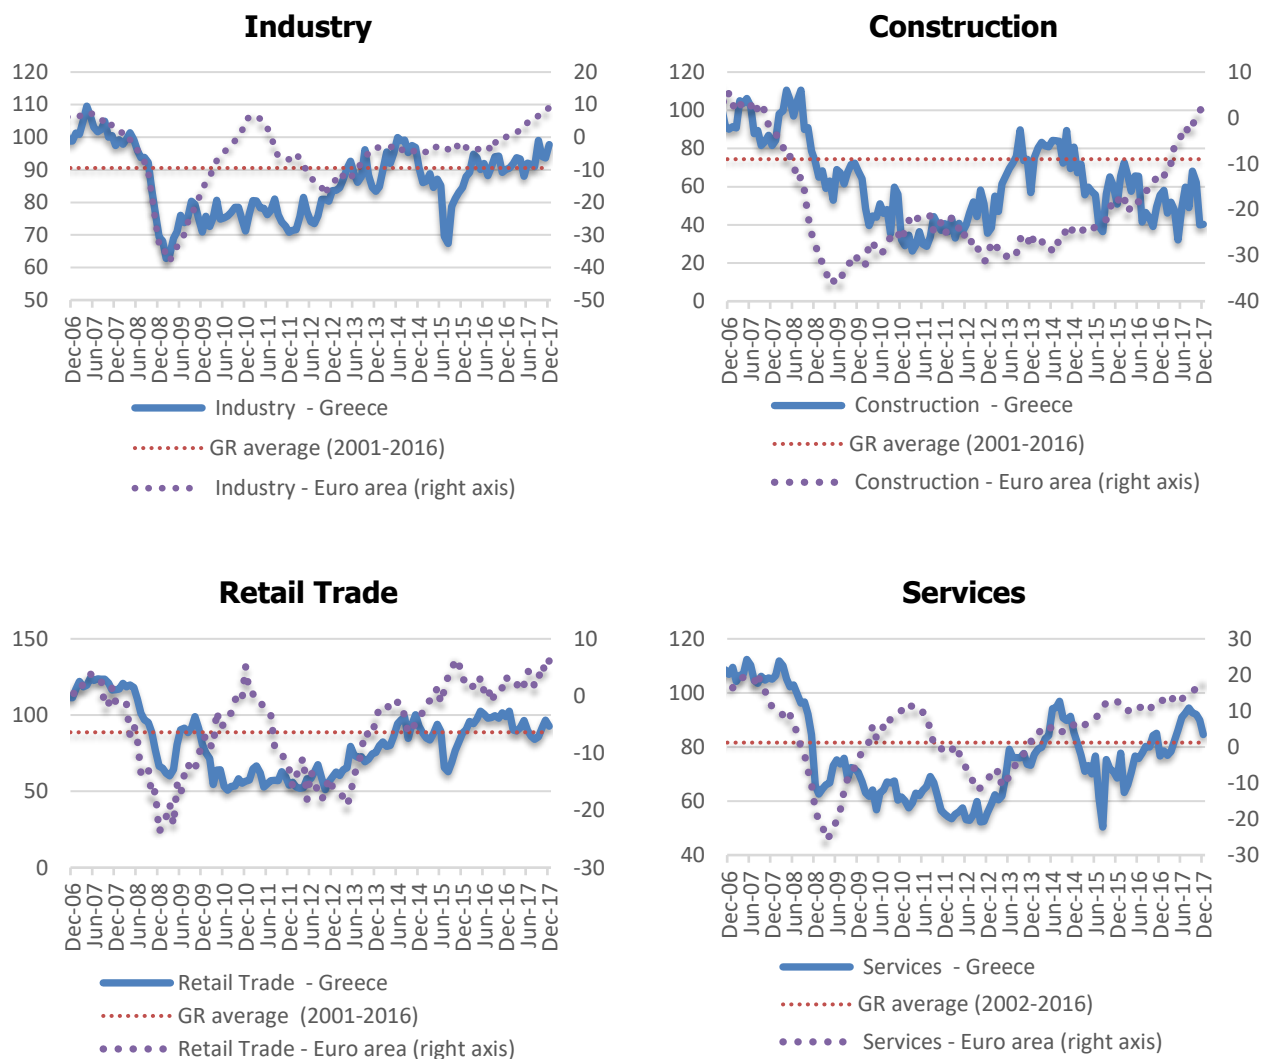 Industry
120
110
100
90
80
70
60
50
20
10
0
-10
-20
-30
-40
-50
Dec-06
Jun-07
Dec-07
Jun-08
Dec-08
Jun-09
Dec-09
Jun-10
Dec-10
Jun-11
Dec-11
Jun-12
Dec-12
Jun-13
Dec-13
Jun-14
Dec-14
Jun-15
Dec-15
Jun-16
Dec-16
Jun-17
Dec-17
Industry - Greece
GR average (2001-2016)
Industry - Euro area (right axis)
Construction
120
100
80
60
40
20
0
10
0
-10
-20
-30
-40
Dec-06
Jun-07
Dec-07
Jun-08
Dec-08
Jun-09
Dec-09
Jun-10
Dec-10
Jun-11
Dec-11
Jun-12
Dec-12
Jun-13
Dec-13
Jun-14
Dec-14
Jun-15
Dec-15
Jun-16
Dec-16
Jun-17
Dec-17
Construction - Greece
GR average (2001-2016)
Construction - Euro area (right axis)
Retail Trade
150
100
50
0
10
0
-10
-20
-30
Dec-06
Jun-07
Dec-07
Jun-08
Dec-08
Jun-09
Dec-09
Jun-10
Dec-10
Jun-11
Dec-11
Jun-12
Dec-12
Jun-13
Dec-13
Jun-14
Dec-14
Jun-15
Dec-15
Jun-16
Dec-16
Jun-17
Dec-17
Retail Trade - Greece
GR average (2001-2016)
Retail Trade - Euro area (right axis)
Services
120
100
80
60
40
30
20
10
0
-10
-20
-30
Dec-06
Jun-07
Dec-07
Jun-08
Dec-08
Jun-09
Dec-09
Jun-10
Dec-10
Jun-11
Dec-11
Jun-12
Dec-12
Jun-13
Dec-13
Jun-14
Dec-14
Jun-15
Dec-15
Jun-16
Dec-16
Jun-17
Dec-17
Services - Greece
GR average (2002-2016)
Services - Euro area (right axis)